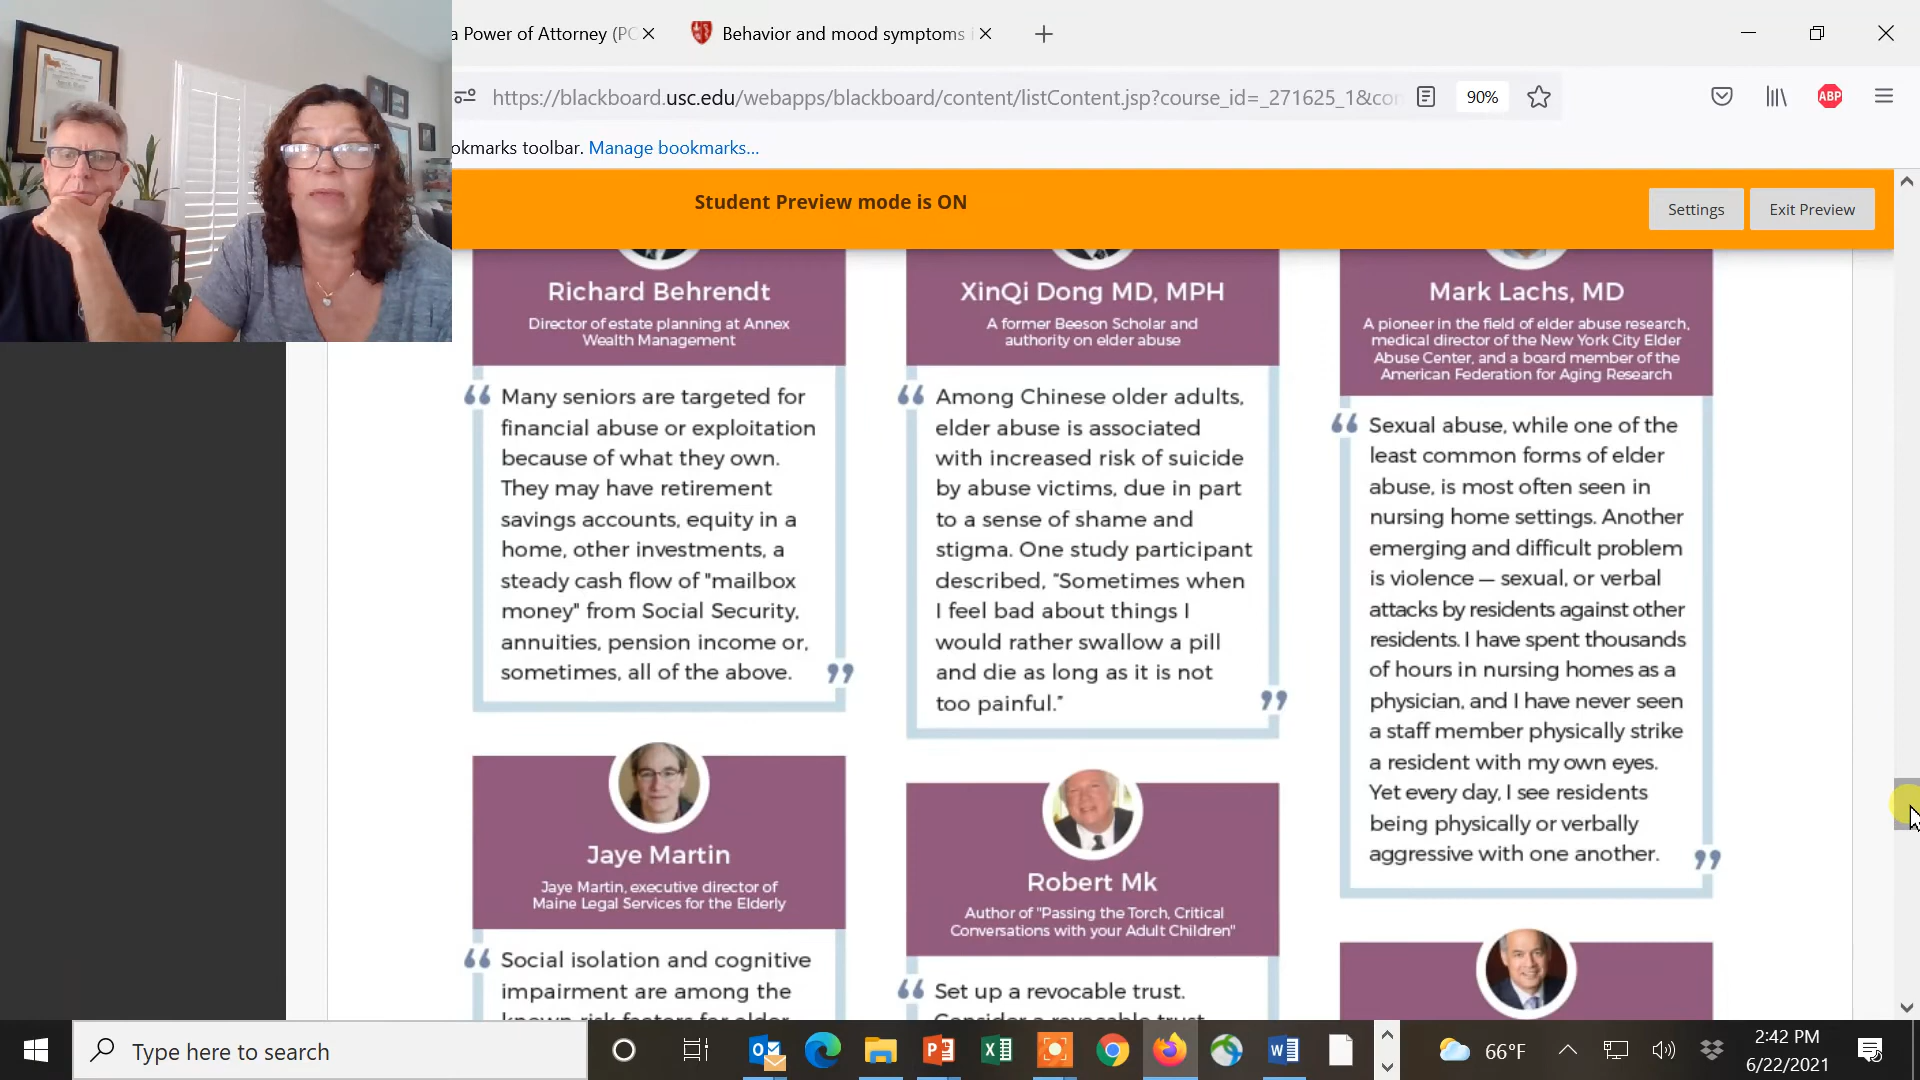 a Power of Attorney (PC
Behavior and mood symptoms i
https://blackboard.usc.edu/webapps/blackboard/content/listContent.jsp?course_id=_271625_1&co
90%
ABP
okmarks toolbar. Manage bookmarks...
Student Preview mode is ON
Settings
Exit Preview
Richard Behrendt
Director of estate planning at Annex
Wealth Management
“ Many seniors are targeted for
financial abuse or exploitation
because of what they own.
They may have retirement
savings accounts, equity in a
home, other investments, a
steady cash flow of "mailbox
money" from Social Security,
annuities, pension income or,
sometimes, all of the above. ”
XinQi Dong MD, MPH
A former Beeson Scholar and
authority on elder abuse
“ Among Chinese older adults,
elder abuse is associated
with increased risk of suicide
by abuse victims, due in part
to a sense of shame and
stigma. One study participant
described, “Sometimes when
I feel bad about things I
would rather swallow a pill
and die as long as it is not
too painful.” ”
Mark Lachs, MD
A pioneer in the field of elder abuse research,
medical director of the New York City Elder
Abuse Center, and a board member of the
American Federation for Aging Research
“ Sexual abuse, while one of the
least common forms of elder
abuse, is most often seen in
nursing home settings. Another
emerging and difficult problem
is violence — sexual, or verbal
attacks by residents against other
residents. I have spent thousands
of hours in nursing homes as a
physician, and I have never seen
a staff member physically strike
a resident with my own eyes.
Yet every day, I see residents
being physically or verbally
aggressive with one another. ”
Jaye Martin
Jaye Martin, executive director of
Maine Legal Services for the Elderly
“ Social isolation and cognitive
impairment are among the
known risk factors for elder
Robert Mk
Author of "Passing the Torch, Critical
Conversations with your Adult Children"
“ Set up a revocable trust.
Consider a revocable trust
Type here to search
66°F
2:42 PM
6/22/2021